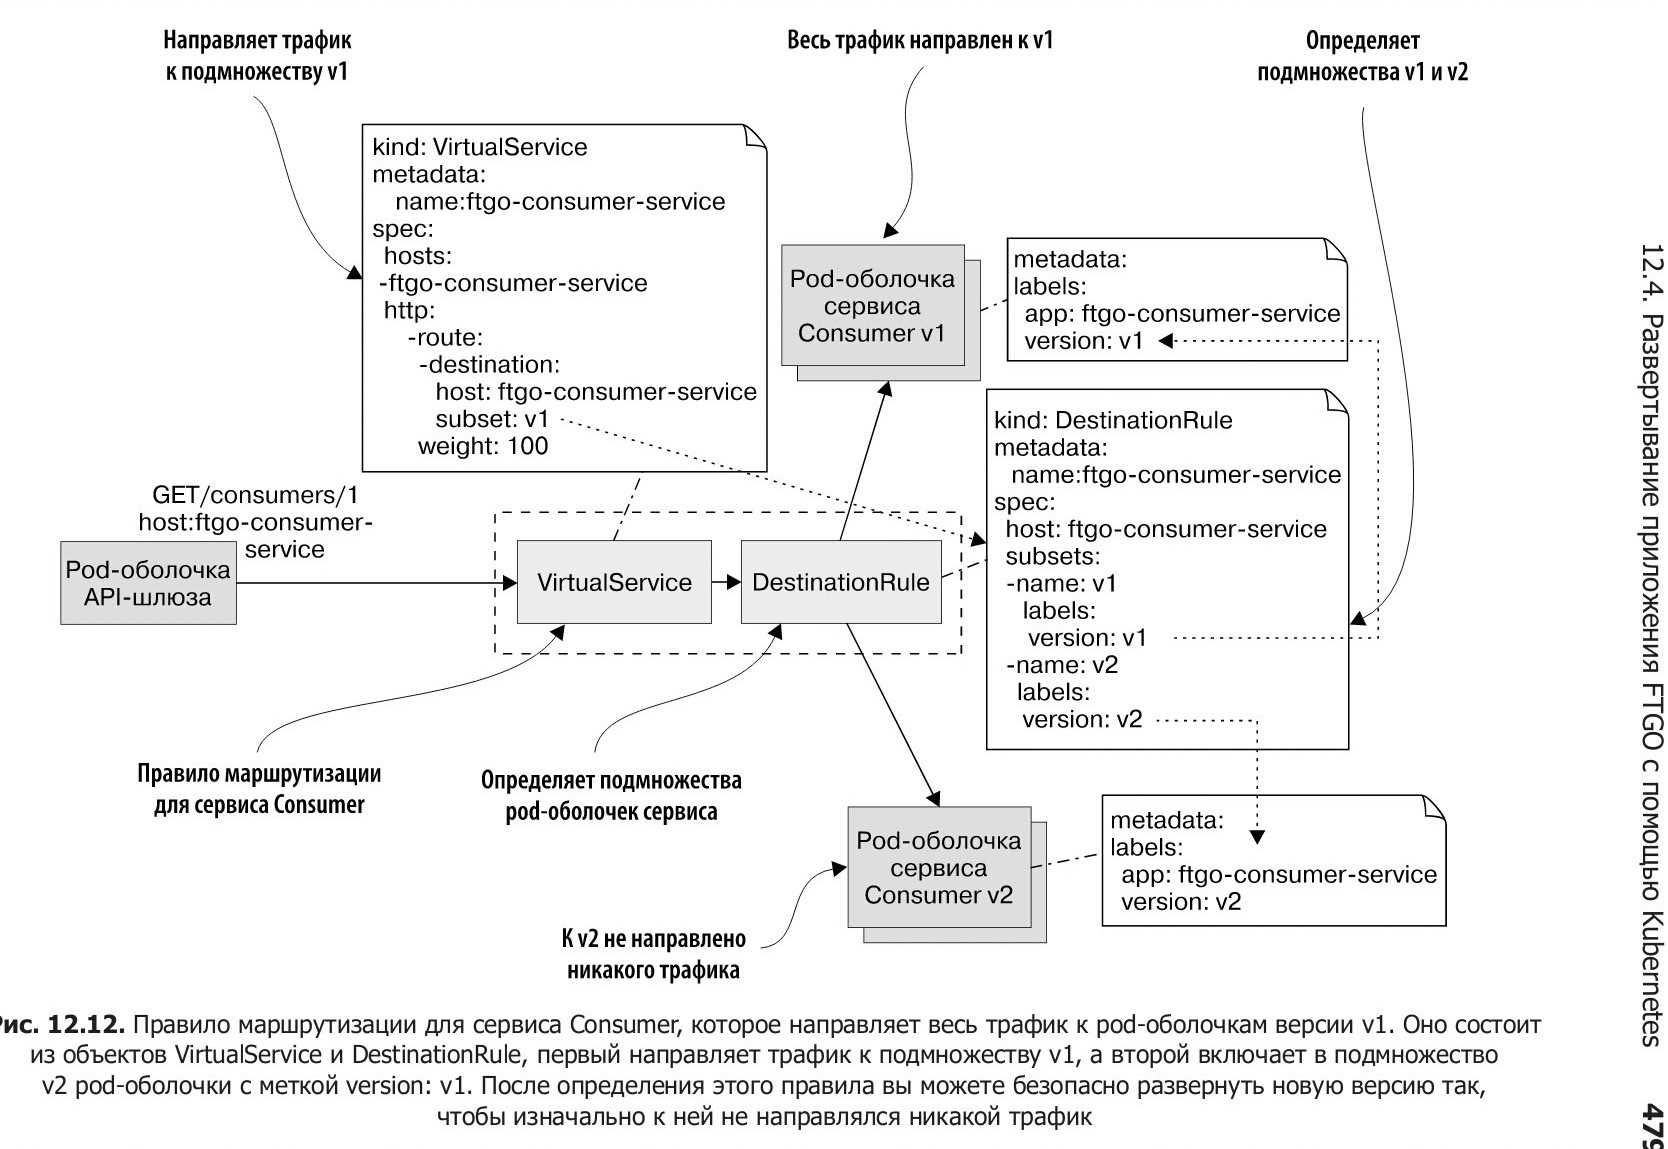 Направляет трафик
к подмножеству v1
Весь трафик направлен к v1
Определяет
подмножества v1 и v2
kind: VirtualService
metadata:
name:ftgo-consumer-service
spec:
hosts:
-ftgo-consumer-service
http:
-route:
-destination:
host: ftgo-consumer-service
subset: v1
weight: 100
Pod-оболочка
сервиса
Consumer v1
metadata:
labels:
app: ftgo-consumer-service
version: v1
kind: DestinationRule
metadata:
name:ftgo-consumer-service
spec:
host: ftgo-consumer-service
subsets:
-name: v1
labels:
version: v1
-name: v2
labels:
version: v2
GET/consumers/1
host:ftgo-consumer-
service
Pod-оболочка
API-шлюза
VirtualService
DestinationRule
Правило маршрутизации
для сервиса Consumer
Определяет подмножества
pod-оболочек сервиса
Pod-оболочка
сервиса
Consumer v2
metadata:
labels:
app: ftgo-consumer-service
version: v2
К v2 не направлено
никакого трафика
Рис. 12.12. Правило маршрутизации для сервиса Consumer, которое направляет весь трафик к pod-оболочкам версии v1. Оно состоит
из объектов VirtualService и DestinationRule, первый направляет трафик к подмножеству v1, а второй включает в подмножество
v2 pod-оболочки с меткой version: v1. После определения этого правила вы можете безопасно развернуть новую версию так,
чтобы изначально к ней не направлялся никакой трафик
12.4. Развертывание приложения FTGO с помощью Kubernetes 479